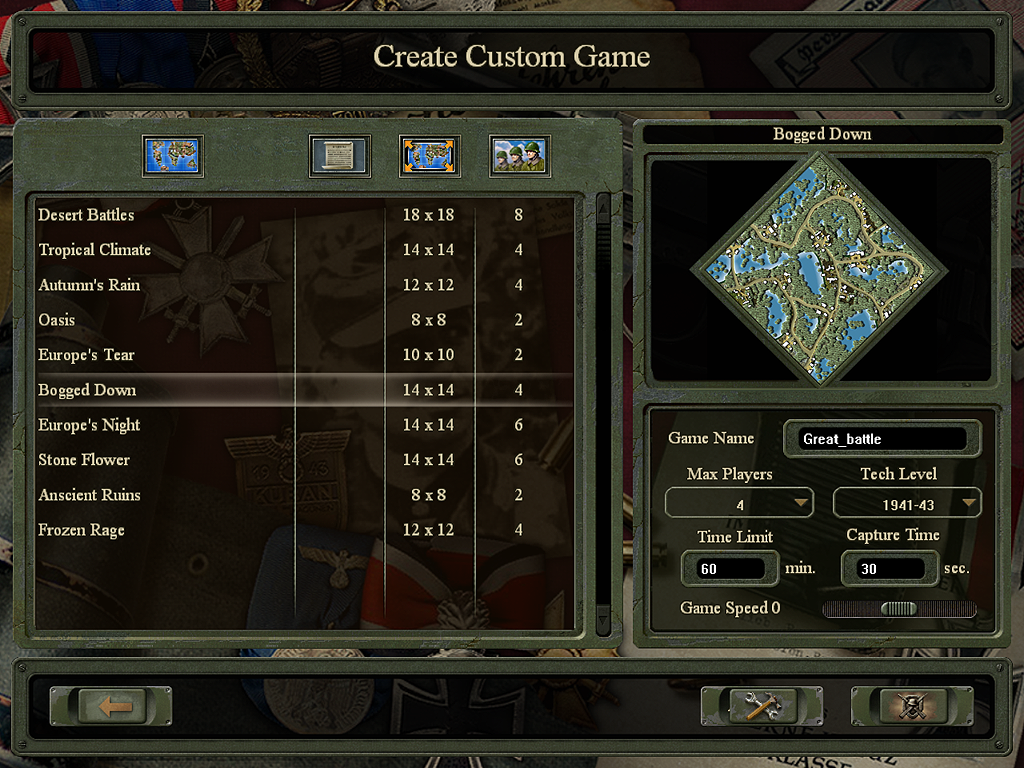 Create Custom Game
Bogged Down
Desert Battles 18 x 18 8
Tropical Climate 14 x 14 4
Autumn's Rain 12 x 12 4
Oasis 8 x 8 2
Europe's Tear 10 x 10 2
Bogged Down 14 x 14 4
Europe's Night 14 x 14 6
Stone Flower 14 x 14 6
Anscient Ruins 8 x 8 2
Frozen Rage 12 x 12 4
Game Name Great_battle
Max Players Tech Level
4 1941-43
Time Limit Capture Time
60 min. 30 sec.
Game Speed 0